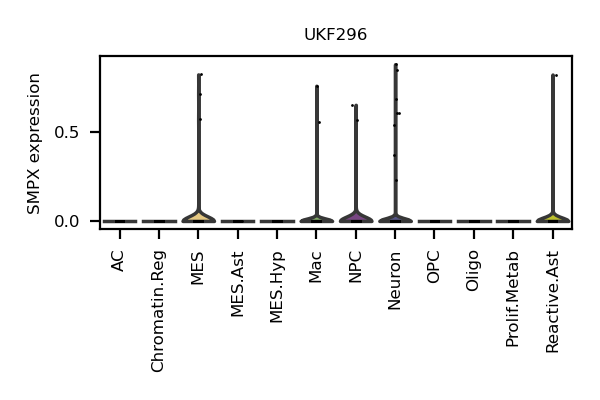 UKF296
SMPX expression
0.5
0.0
AC
Chromatin.Reg
MES
MES.Ast
MES.Hyp
Mac
NPC
Neuron
OPC
Oligo
Prolif.Metab
Reactive.Ast